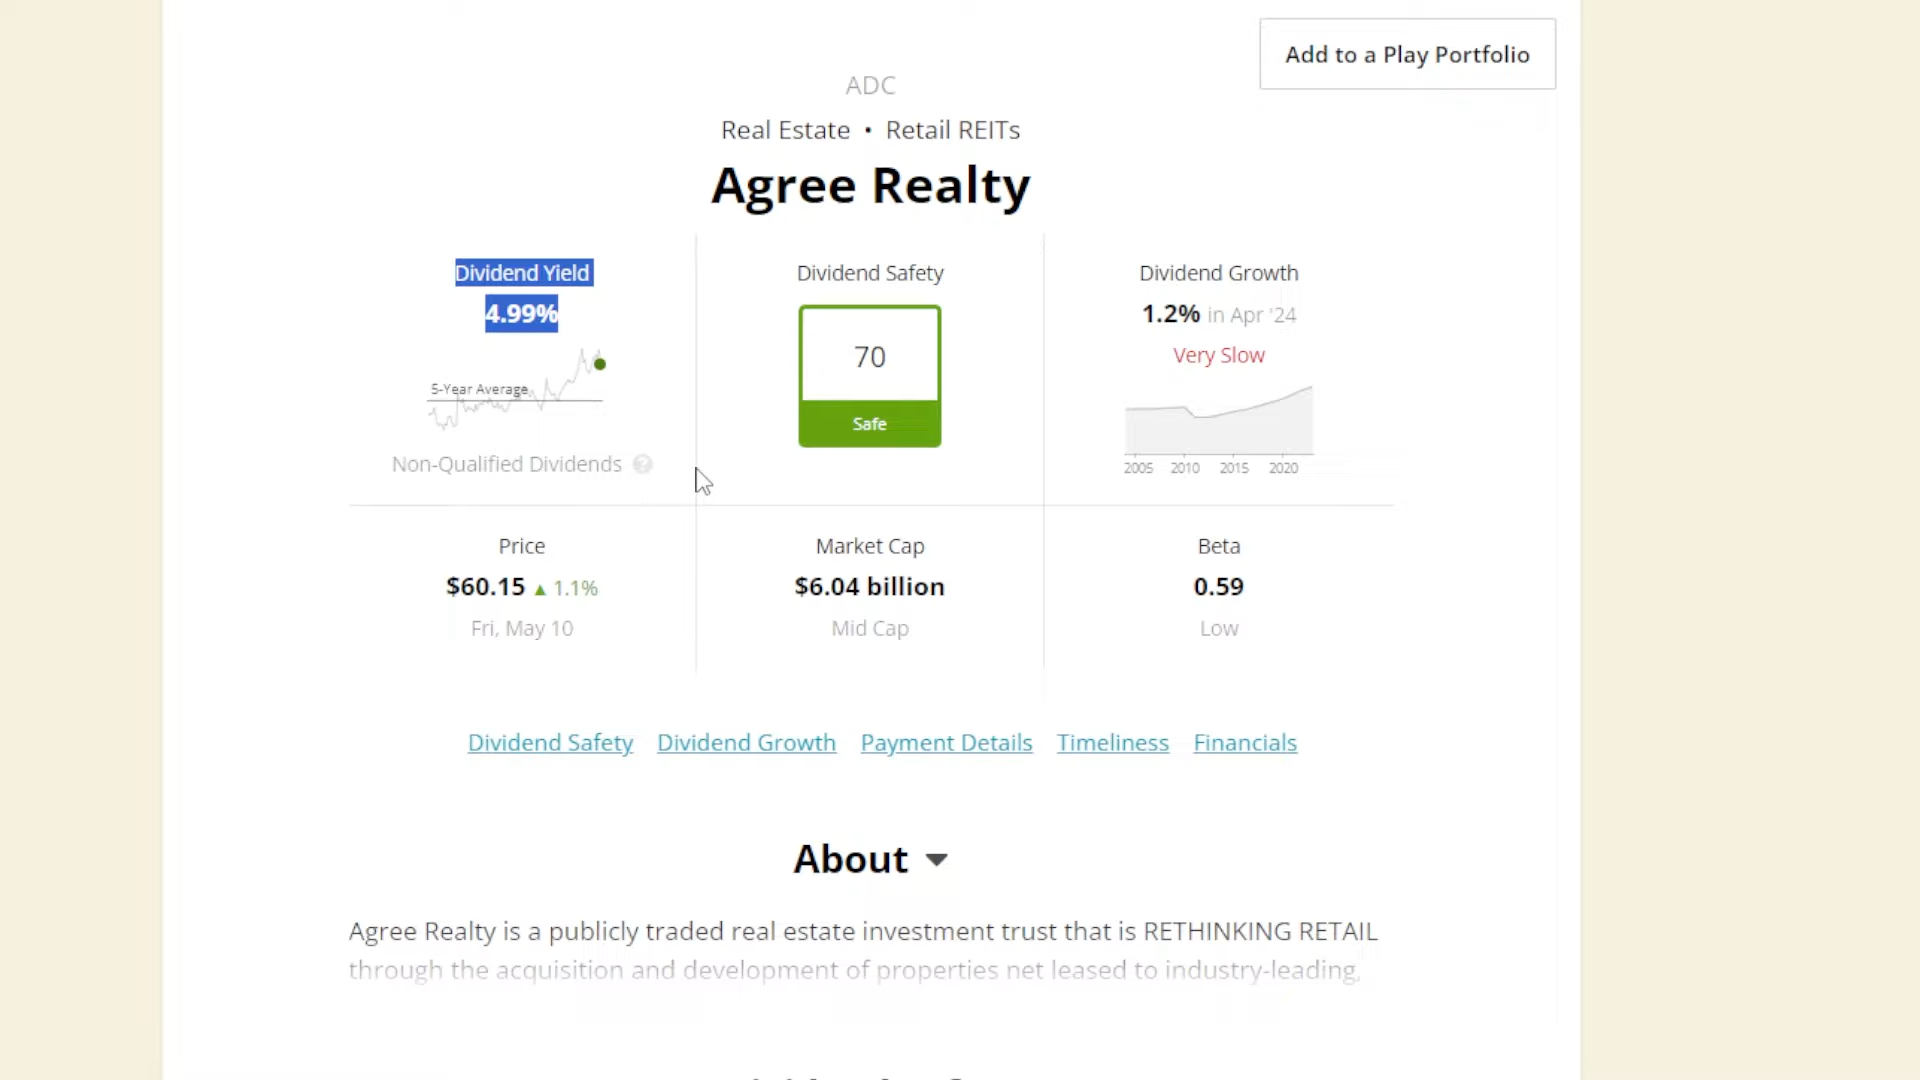 Add to a Play Portfolio
ADC
Real Estate • Retail REITs
Agree Realty
Dividend Yield
4.99%
5-Year Average
Non-Qualified Dividends ?
Dividend Safety
70
Safe
Dividend Growth
1.2% in Apr '24
Very Slow
2005 2010 2015 2020
Price
$60.15 ▲ 1.1%
Fri, May 10
Market Cap
$6.04 billion
Mid Cap
Beta
0.59
Low
Dividend Safety Dividend Growth Payment Details Timeliness Financials
About
Agree Realty is a publicly traded real estate investment trust that is RETHINKING RETAIL
through the acquisition and development of properties net leased to industry-leading,